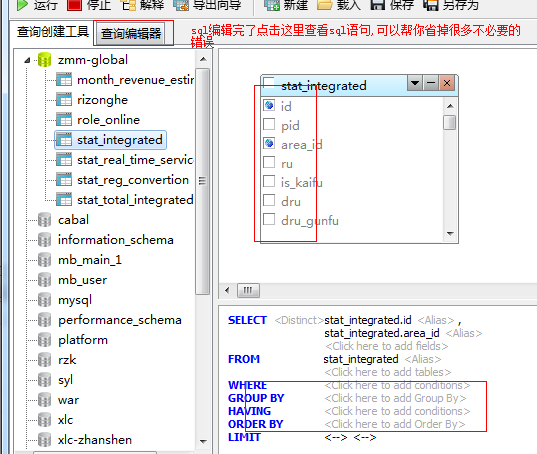 运行 停止 解释 导出向导 新建 载入 保存 另存为
查询创建工具 查询编辑器
sql编辑完了点击这里查看sql语句,可以帮你省掉很多不必要的
错误
zmm-global
month_revenue_estir
rizonghe
role_online
stat_integrated
stat_real_time_service
stat_reg_convertion
stat_total_integrated
cabal
information_schema
mb_main_1
mb_user
mysql
performance_schema
platform
rzk
syl
war
xlc
xlc-zhanshen
stat_integrated
id
pid
area_id
ru
is_kaifu
dru
dru_gunfu
SELECT <Distinct>stat_integrated.id <Alias> ,
stat_integrated.area_id <Alias>
<Click here to add fields>
FROM stat_integrated <Alias>
<Click here to add tables>
WHERE <Click here to add conditions>
GROUP BY <Click here to add Group By>
HAVING <Click here to add conditions>
ORDER BY <Click here to add Order By>
LIMIT <--> <-->